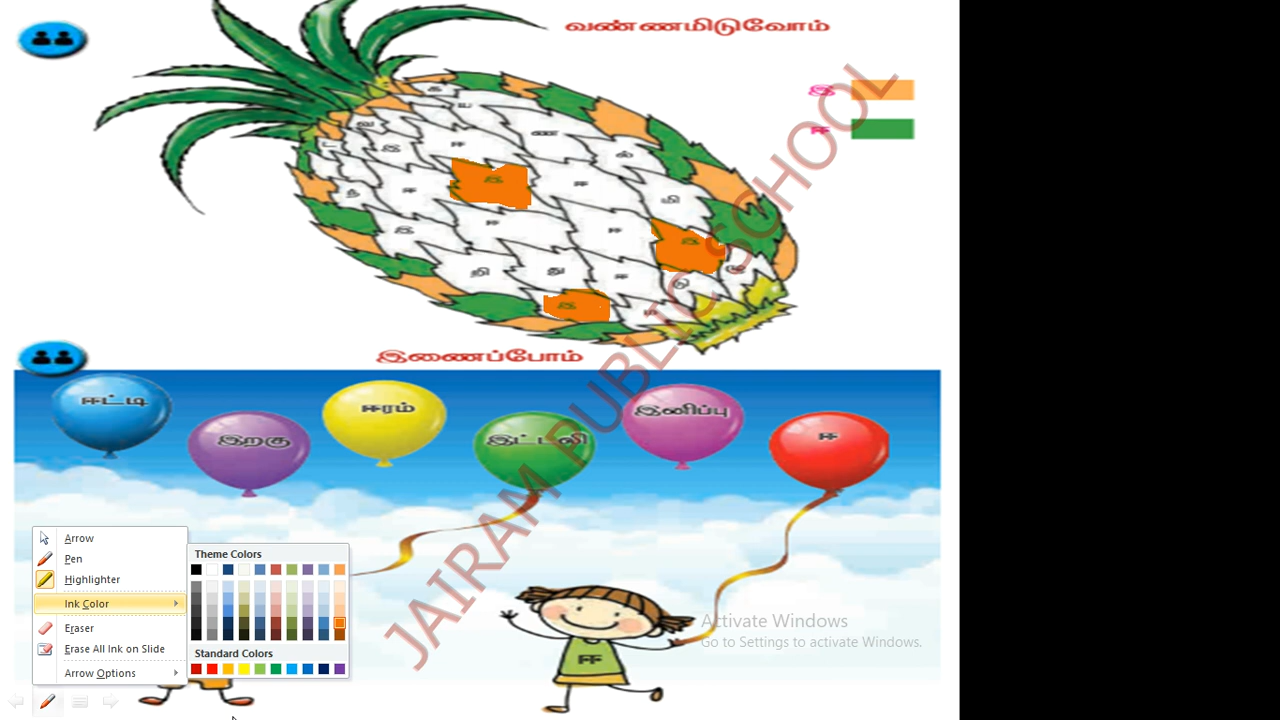 வண்ணமிடுவோம்
இ
ஈ
க
ய
வ
ண
ட
இ
ஈ
ல்
ந்
ஈ
இ
ஈ
மி
இ
ஈ
ஈ
இ
றி
து
ஈ
இ
ம
இணைப்போம்
ஈட்டி
ஈரம்
இனிப்பு
இறகு
இட்டலி
ஈ
ஈ
JAIRAM PUBLIC SCHOOL
Arrow
Pen
Highlighter
Ink Color
Eraser
Erase All Ink on Slide
Arrow Options
Theme Colors
Standard Colors
Activate Windows
Go to Settings to activate Windows.